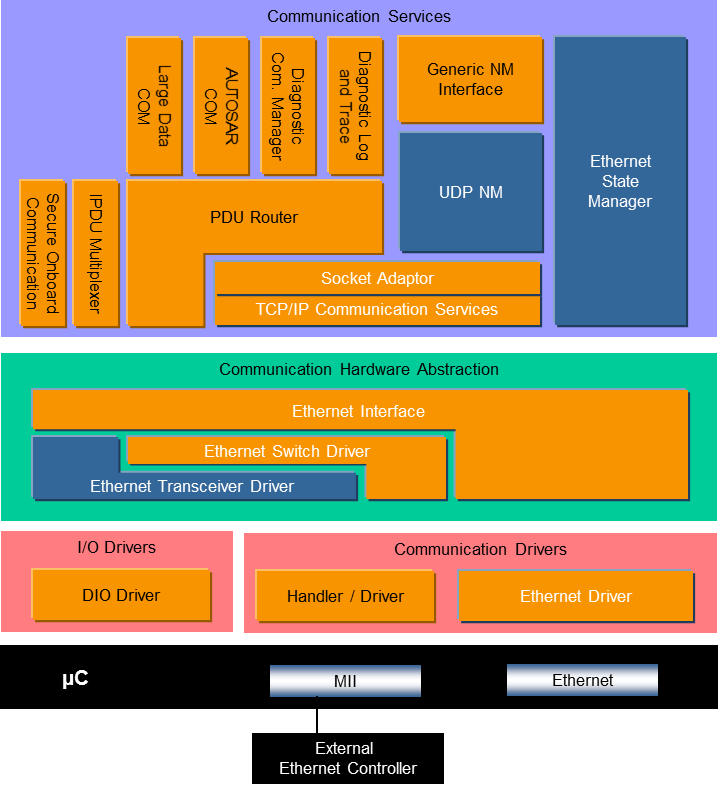 Communication Services
Large Data
COM
AUTOSAR
COM
Diagnostic
Com. Manager
Diagnostic Log
and Trace
Generic NM
Interface
Ethernet
State
Manager
UDP NM
Secure Onboard
Communication
IPDU Multiplexer
PDU Router
Socket Adaptor
TCP/IP Communication Services
Communication Hardware Abstraction
Ethernet Interface
Ethernet Switch Driver
Ethernet Transceiver Driver
I/O Drivers
DIO Driver
Communication Drivers
Handler / Driver
Ethernet Driver
µC
MII
Ethernet
External
Ethernet Controller